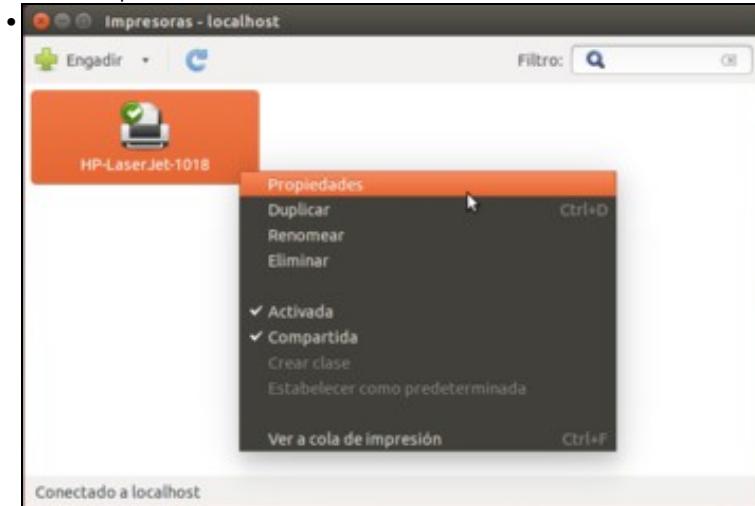 Impresoras - localhost
Engadir
Filtro:
HP-LaserJet-1018
Propiedades
Duplicar Ctrl+D
Renomear
Eliminar
Activada
Compartida
Crear clase
Estabelecer como predeterminada
Ver a cola de impresión Ctrl+F
Conectado a localhost